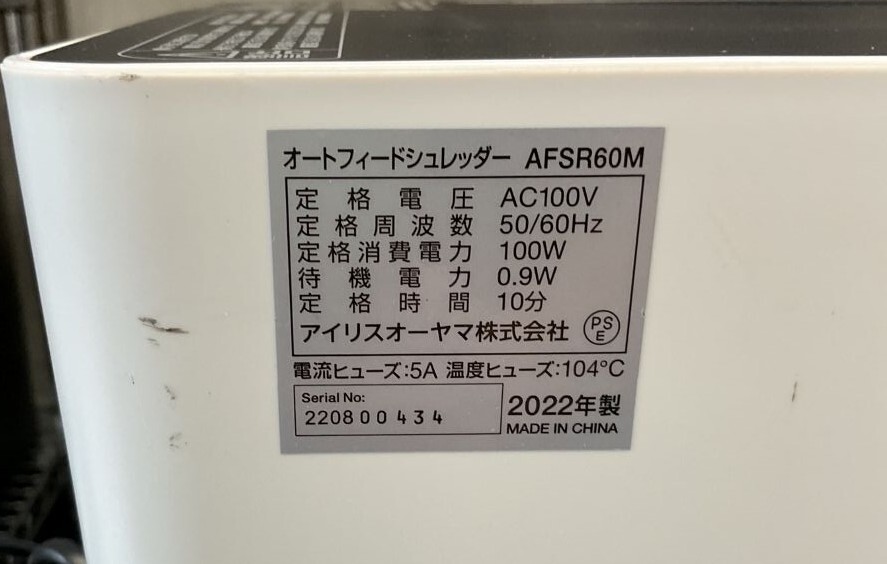 オートフィードシュレッダー AFSR60M
定格電圧 AC100V
定格周波数 50/60Hz
定格消費電力 100W
待機電力 0.9W
定格時間 10分
アイリスオーヤマ株式会社 PSE
電流ヒューズ:5A 温度ヒューズ:104℃
Serial No:
220800434
2022年製
MADE IN CHINA